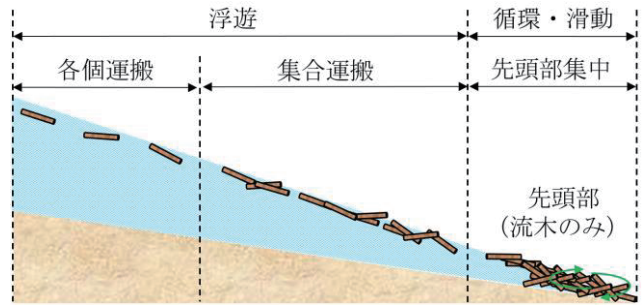 浮遊
循環・滑動
各個運搬
集合運搬
先頭部集中
先頭部
(流木のみ)